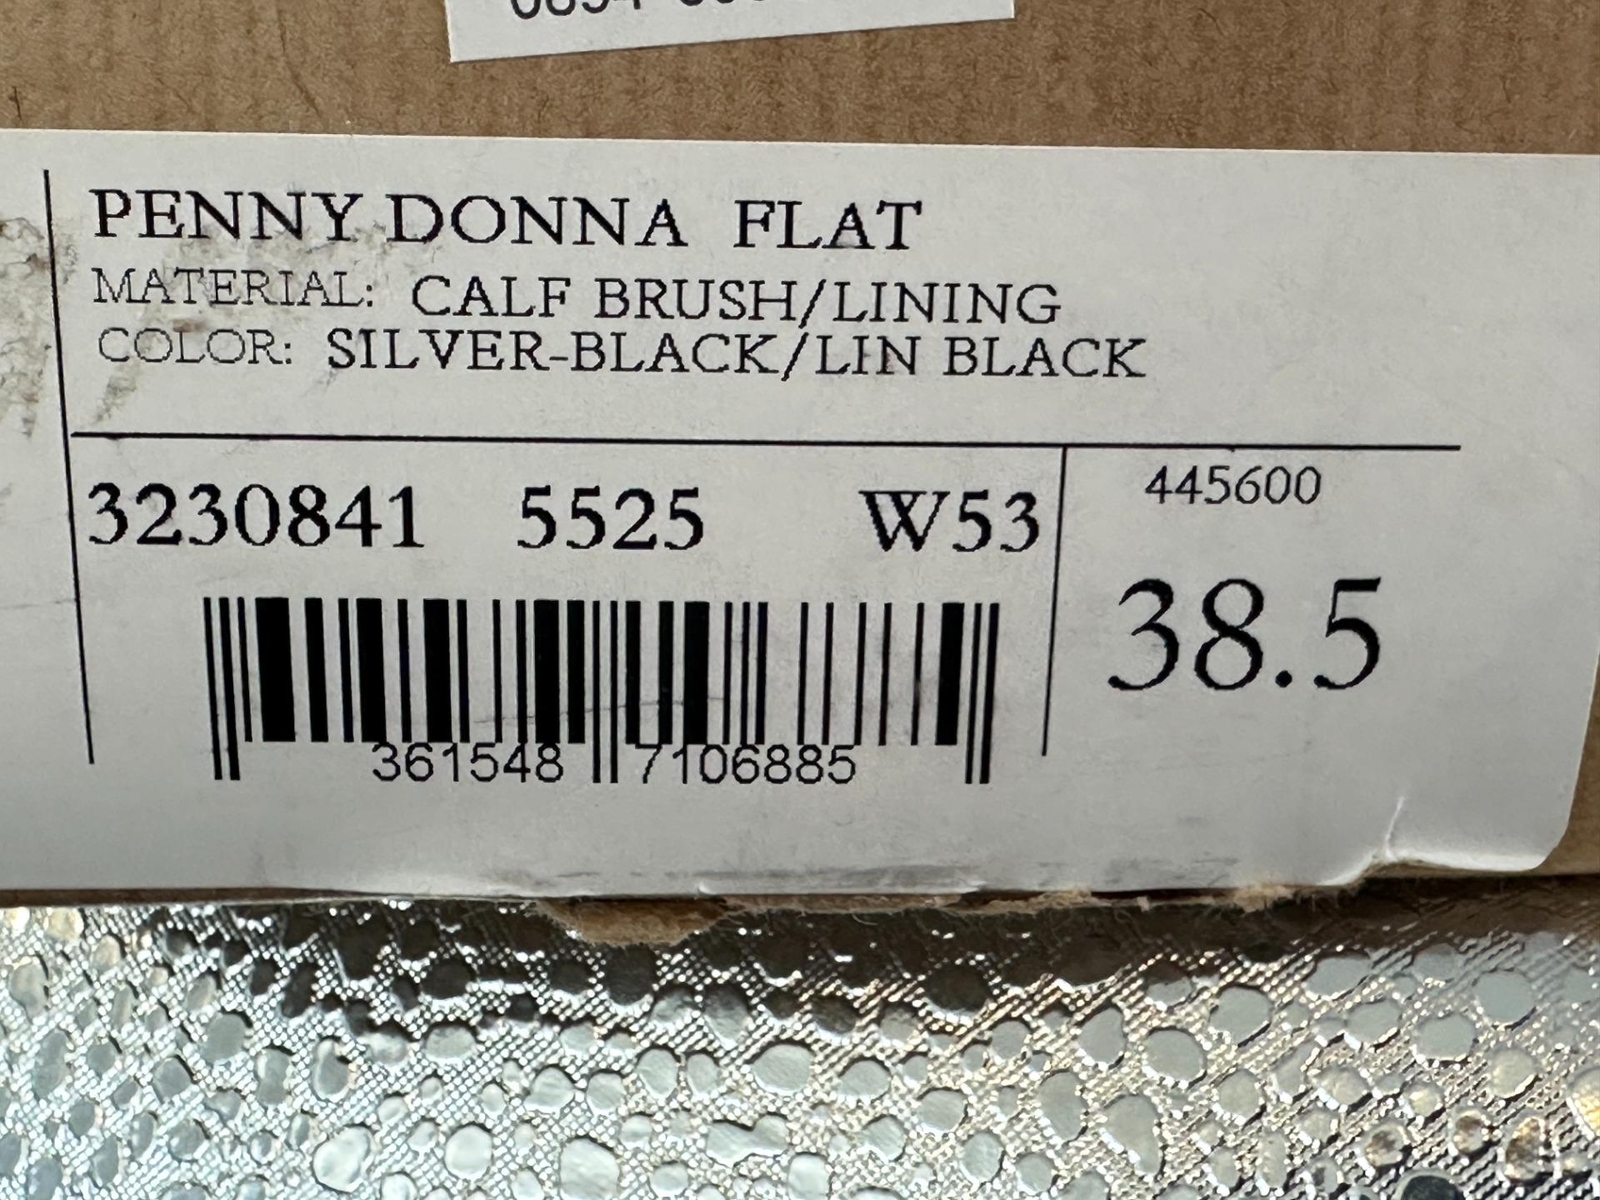 PENNY DONNA FLAT
MATERIAL: CALF BRUSH/LINING
COLOR: SILVER-BLACK/LIN BLACK
3230841 5525 W53
445600
38.5
361548 7106885